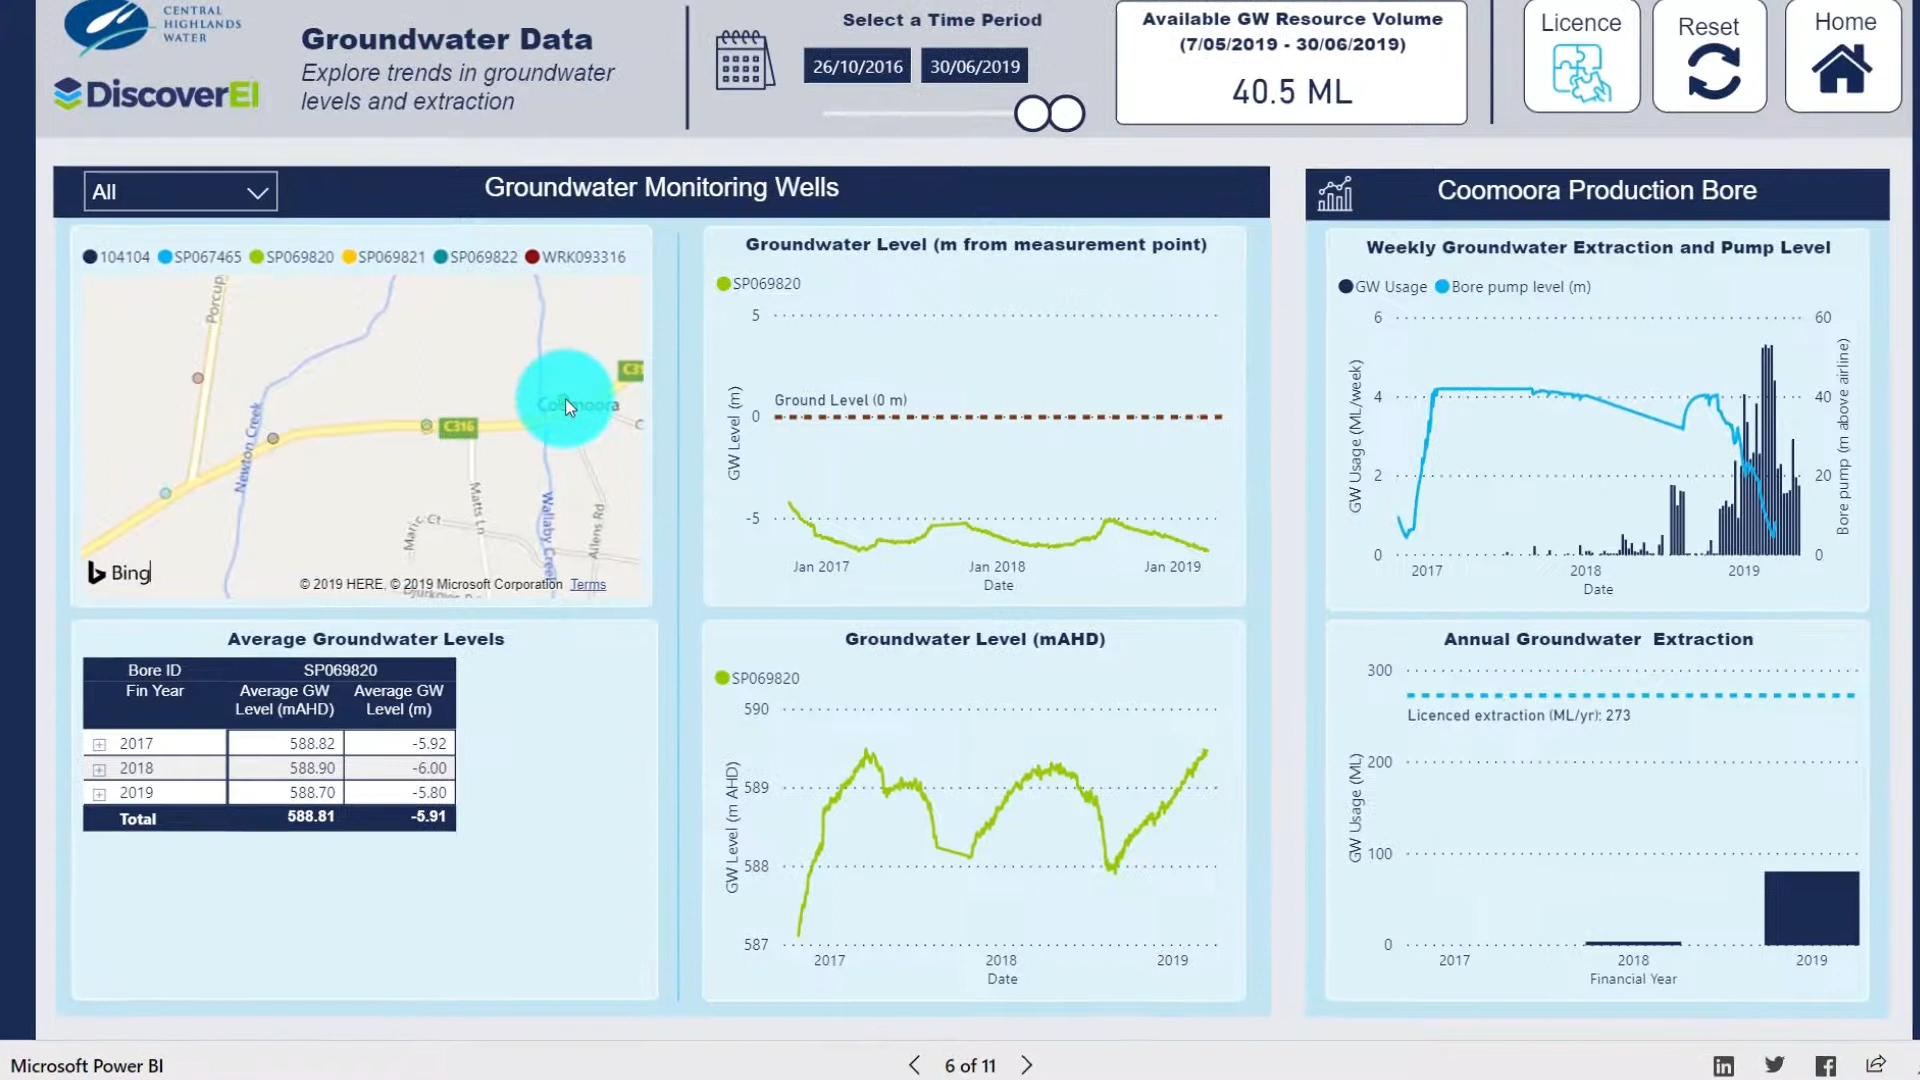 CENTRAL
HIGHLANDS
WATER
DiscoverEI
Groundwater Data
Explore trends in groundwater
levels and extraction
Select a Time Period
26/10/2016
30/06/2019
Available GW Resource Volume
(7/05/2019 - 30/06/2019)
40.5 ML
Licence
Reset
Home
All
Groundwater Monitoring Wells
104104 SP067465 SP069820 SP069821 SP069822 WRK093316
Porcup
C31
Coomoora
C316
Newton Creek
Matts Ln
Wallaby Creek
Allens Rd
Maric Ct
Bing
© 2019 HERE, © 2019 Microsoft Corporation Terms
Groundwater Level (m from measurement point)
SP069820
GW Level (m)
5
Ground Level (0 m)
0
-5
Jan 2017 Jan 2018 Jan 2019
Date
Average Groundwater Levels
Bore ID SP069820
Fin Year Average GW Level (mAHD) Average GW Level (m)
2017 588.82 -5.92
2018 588.90 -6.00
2019 588.70 -5.80
Total 588.81 -5.91
Groundwater Level (mAHD)
SP069820
GW Level (m AHD)
590
589
588
587
2017 2018 2019
Date
Coomoora Production Bore
Weekly Groundwater Extraction and Pump Level
GW Usage Bore pump level (m)
GW Usage (ML/week)
6 60
4 40
2 20
0 0
Bore pump (m above airline)
2017 2018 2019
Date
Annual Groundwater Extraction
GW Usage (ML)
300
Licenced extraction (ML/yr): 273
200
100
0
2017 2018 2019
Financial Year
Microsoft Power BI
6 of 11